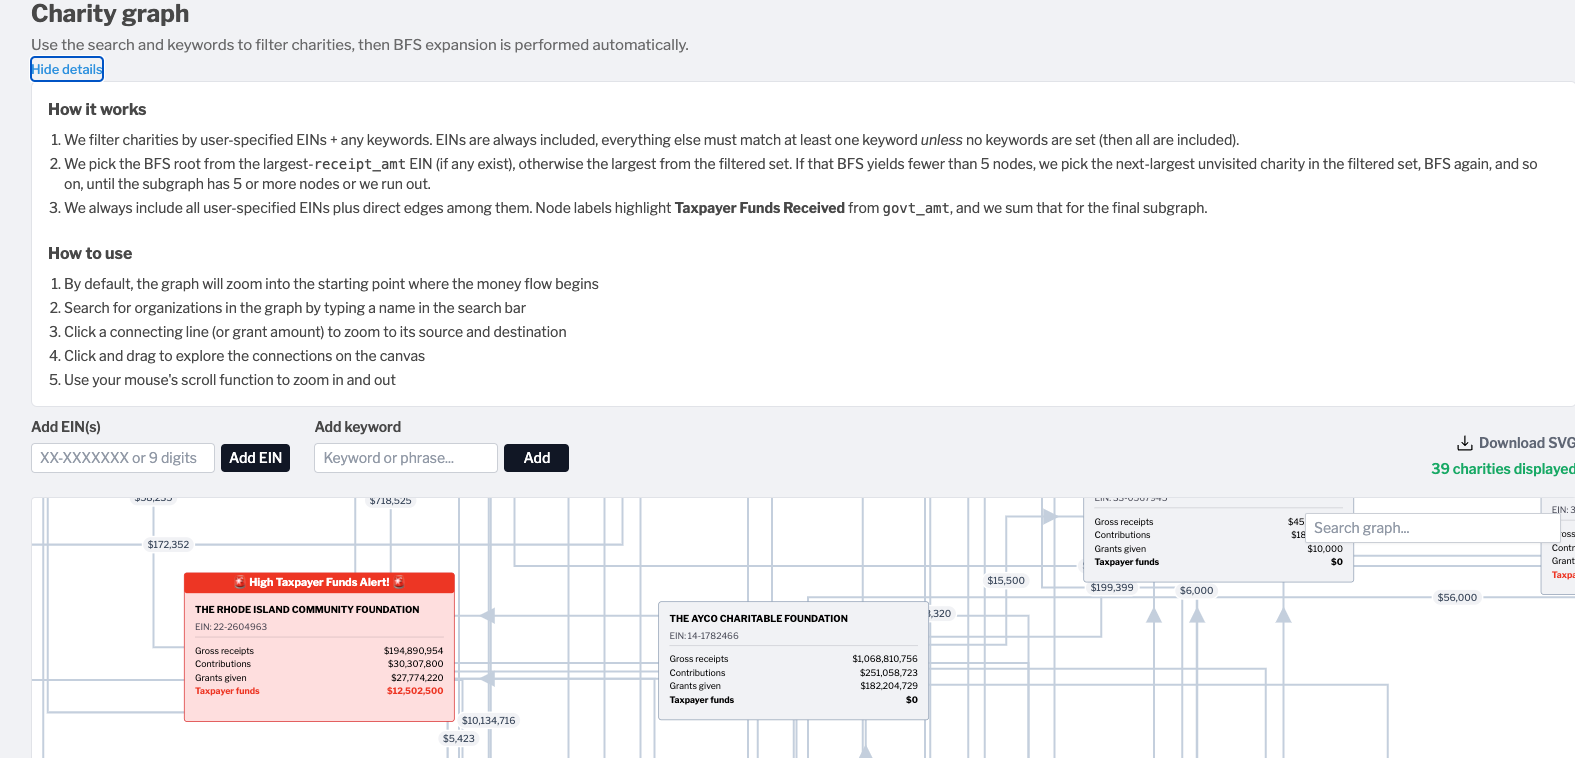 Charity graph
Use the search and keywords to filter charities, then BFS expansion is performed automatically.
Hide details
How it works
1. We filter charities by user-specified EINs + any keywords. EINs are always included, everything else must match at least one keyword unless no keywords are set (then all are included).
2. We pick the BFS root from the largest-receipt_amt EIN (if any exist), otherwise the largest from the filtered set. If that BFS yields fewer than 5 nodes, we pick the next-largest unvisited charity in the filtered set, BFS again, and so
on, until the subgraph has 5 or more nodes or we run out.
3. We always include all user-specified EINs plus direct edges among them. Node labels highlight Taxpayer Funds Received from govt_amt, and we sum that for the final subgraph.
How to use
1. By default, the graph will zoom into the starting point where the money flow begins
2. Search for organizations in the graph by typing a name in the search bar
3. Click a connecting line (or grant amount) to zoom to its source and destination
4. Click and drag to explore the connections on the canvas
5. Use your mouse's scroll function to zoom in and out
Add EIN(s)
XX-XXXXXXX or 9 digits
Add EIN
Add keyword
Keyword or phrase...
Add
Download SVG
39 charities displayed
$718,525
$172,352
🚨 High Taxpayer Funds Alert! 🚨
THE RHODE ISLAND COMMUNITY FOUNDATION
EIN: 22-2604963
Gross receipts $194,890,954
Contributions $30,307,800
Grants given $27,774,220
Taxpayer funds $12,502,500
$10,134,716
$5,423
THE AYCO CHARITABLE FOUNDATION
EIN: 14-1782466
Gross receipts $1,068,810,756
Contributions $251,058,723
Grants given $182,204,729
Taxpayer funds $0
,320
$15,500
Gross receipts $45
Contributions $18
Grants given $10,000
Taxpayer funds $0
Search graph...
$199,399
$6,000
$56,000
EIN: 3